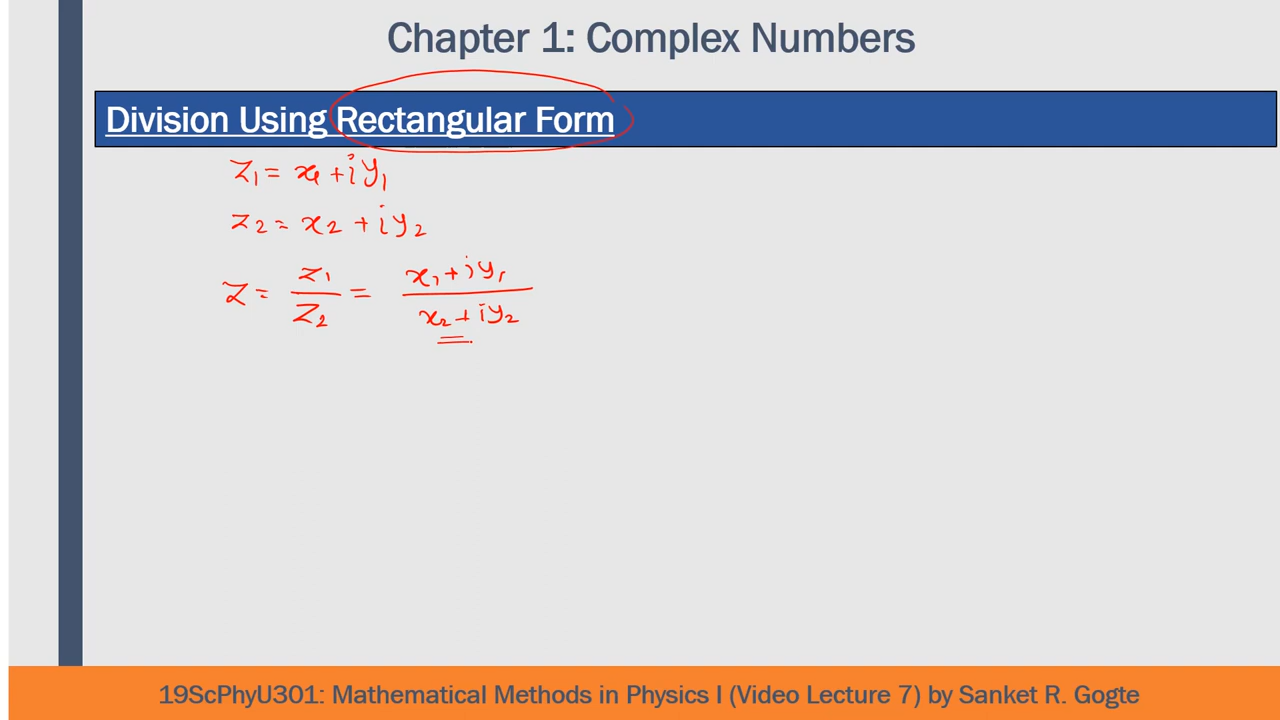 Chapter 1: Complex Numbers
Division Using Rectangular Form
z₁ = x₁ + iy₁
z₂ = x₂ + iy₂
z = z₁/z₂ = (x₁ + iy₁)/(x₂ + iy₂)
19ScPhyU301: Mathematical Methods in Physics I (Video Lecture 7) by Sanket R. Gogte